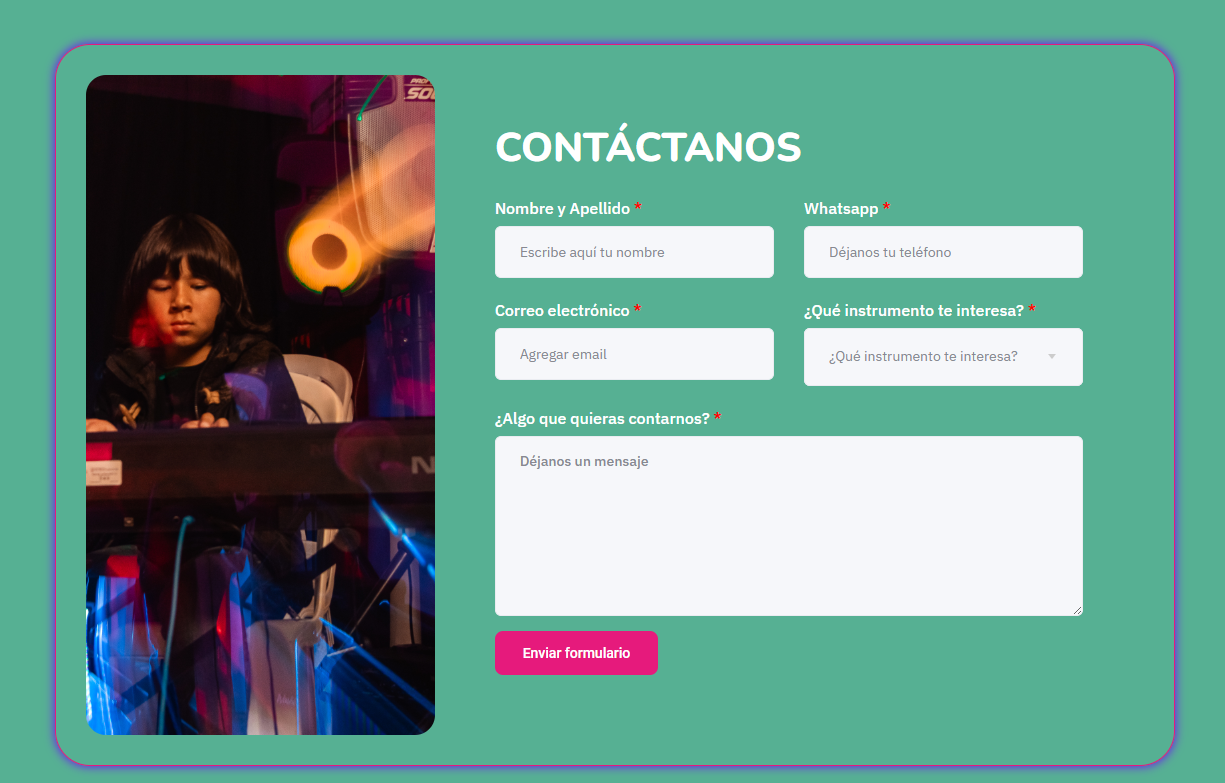 CONTÁCTANOS
Nombre y Apellido *
Whatsapp *
Escribe aquí tu nombre
Déjanos tu teléfono
Correo electrónico *
¿Qué instrumento te interesa? *
Agregar email
¿Qué instrumento te interesa?
¿Algo que quieras contarnos? *
Déjanos un mensaje
Enviar formulario